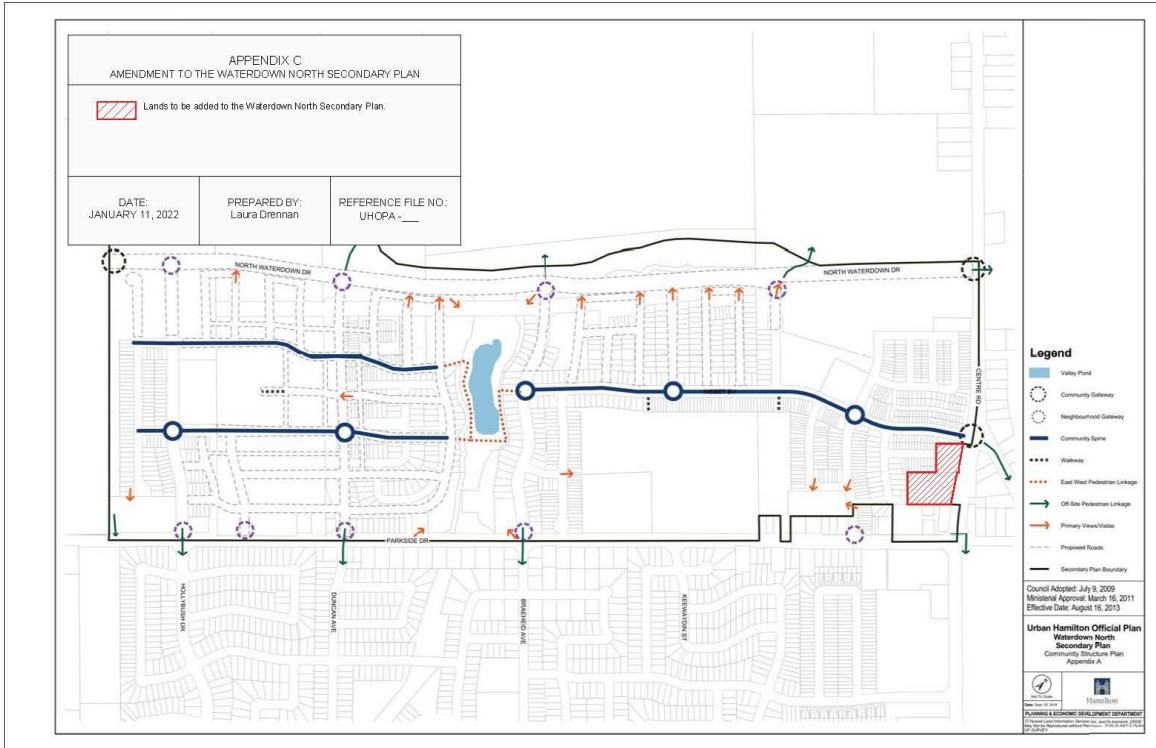 APPENDIX C
AMENDMENT TO THE WATERDOWN NORTH SECONDARY PLAN
Lands to be added to the Waterdown North Secondary Plan.
DATE:
JANUARY 11, 2022
PREPARED BY:
Laura Drennan
REFERENCE FILE NO.:
UHOPA -___
NORTH WATERDOWN DR
NORTH WATERDOWN DR
CENTRE RD
NISBET BV
PARKSIDE DR
HOLLYBUSH DR
DUNCAN AVE
BRAEHEID AVE
KEEWAYDIN ST
Legend
Valley Pond
Community Gateway
Neighbourhood Gateway
Community Spine
Walkway
East West Pedestrian Linkage
Off-Site Pedestrian Linkage
Primary Views/Vistas
Proposed Roads
Secondary Plan Boundary
Council Adopted: July 9, 2009
Ministerial Approval: March 16, 2011
Effective Date: August 16, 2013
Urban Hamilton Official Plan
Waterdown North
Secondary Plan
Community Structure Plan
Appendix A
Not To Scale
Hamilton
PLANNING & ECONOMIC DEVELOPMENT DEPARTMENT